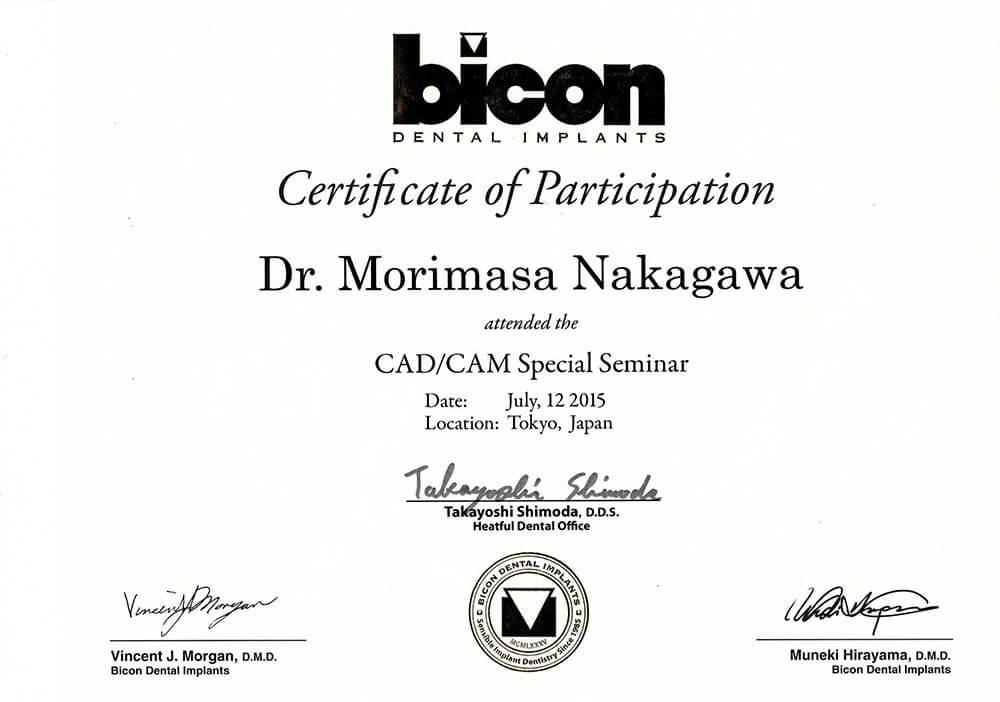 bicon
DENTAL IMPLANTS
Certificate of Participation
Dr. Morimasa Nakagawa
attended the
CAD/CAM Special Seminar
Date: July, 12 2015
Location: Tokyo, Japan
Takayoshi Shimoda
Takayoshi Shimoda, D.D.S.
Heatful Dental Office
BICON DENTAL IMPLANTS
MCMLXXXV
Sensible Implant Dentistry Since 1985
Vincent J Morgan
Vincent J. Morgan, D.M.D.
Bicon Dental Implants
Muneki Hirayama, D.M.D.
Bicon Dental Implants